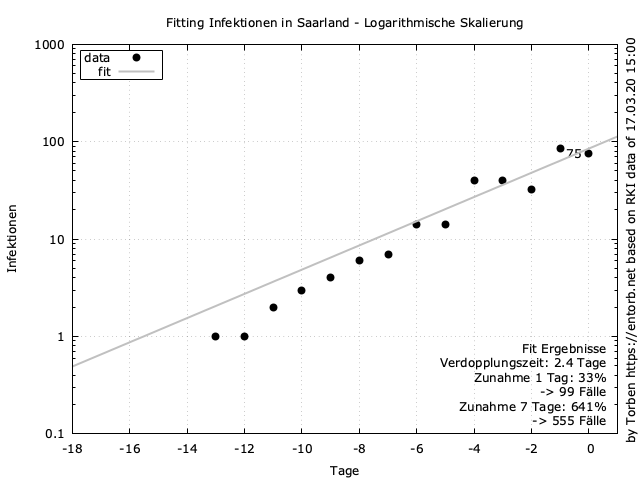 Fitting Infektionen in Saarland - Logarithmische Skalierung
data
fit
1000
100
10
1
0.1
Infektionen
75
Fit Ergebnisse
Verdopplungszeit: 2.4 Tage
Zunahme 1 Tag: 33%
-> 99 Fälle
Zunahme 7 Tage: 641%
-> 555 Fälle
-18 -16 -14 -12 -10 -8 -6 -4 -2 0
Tage
by Torben https://entorb.net based on RKI data of 17.03.20 15:00